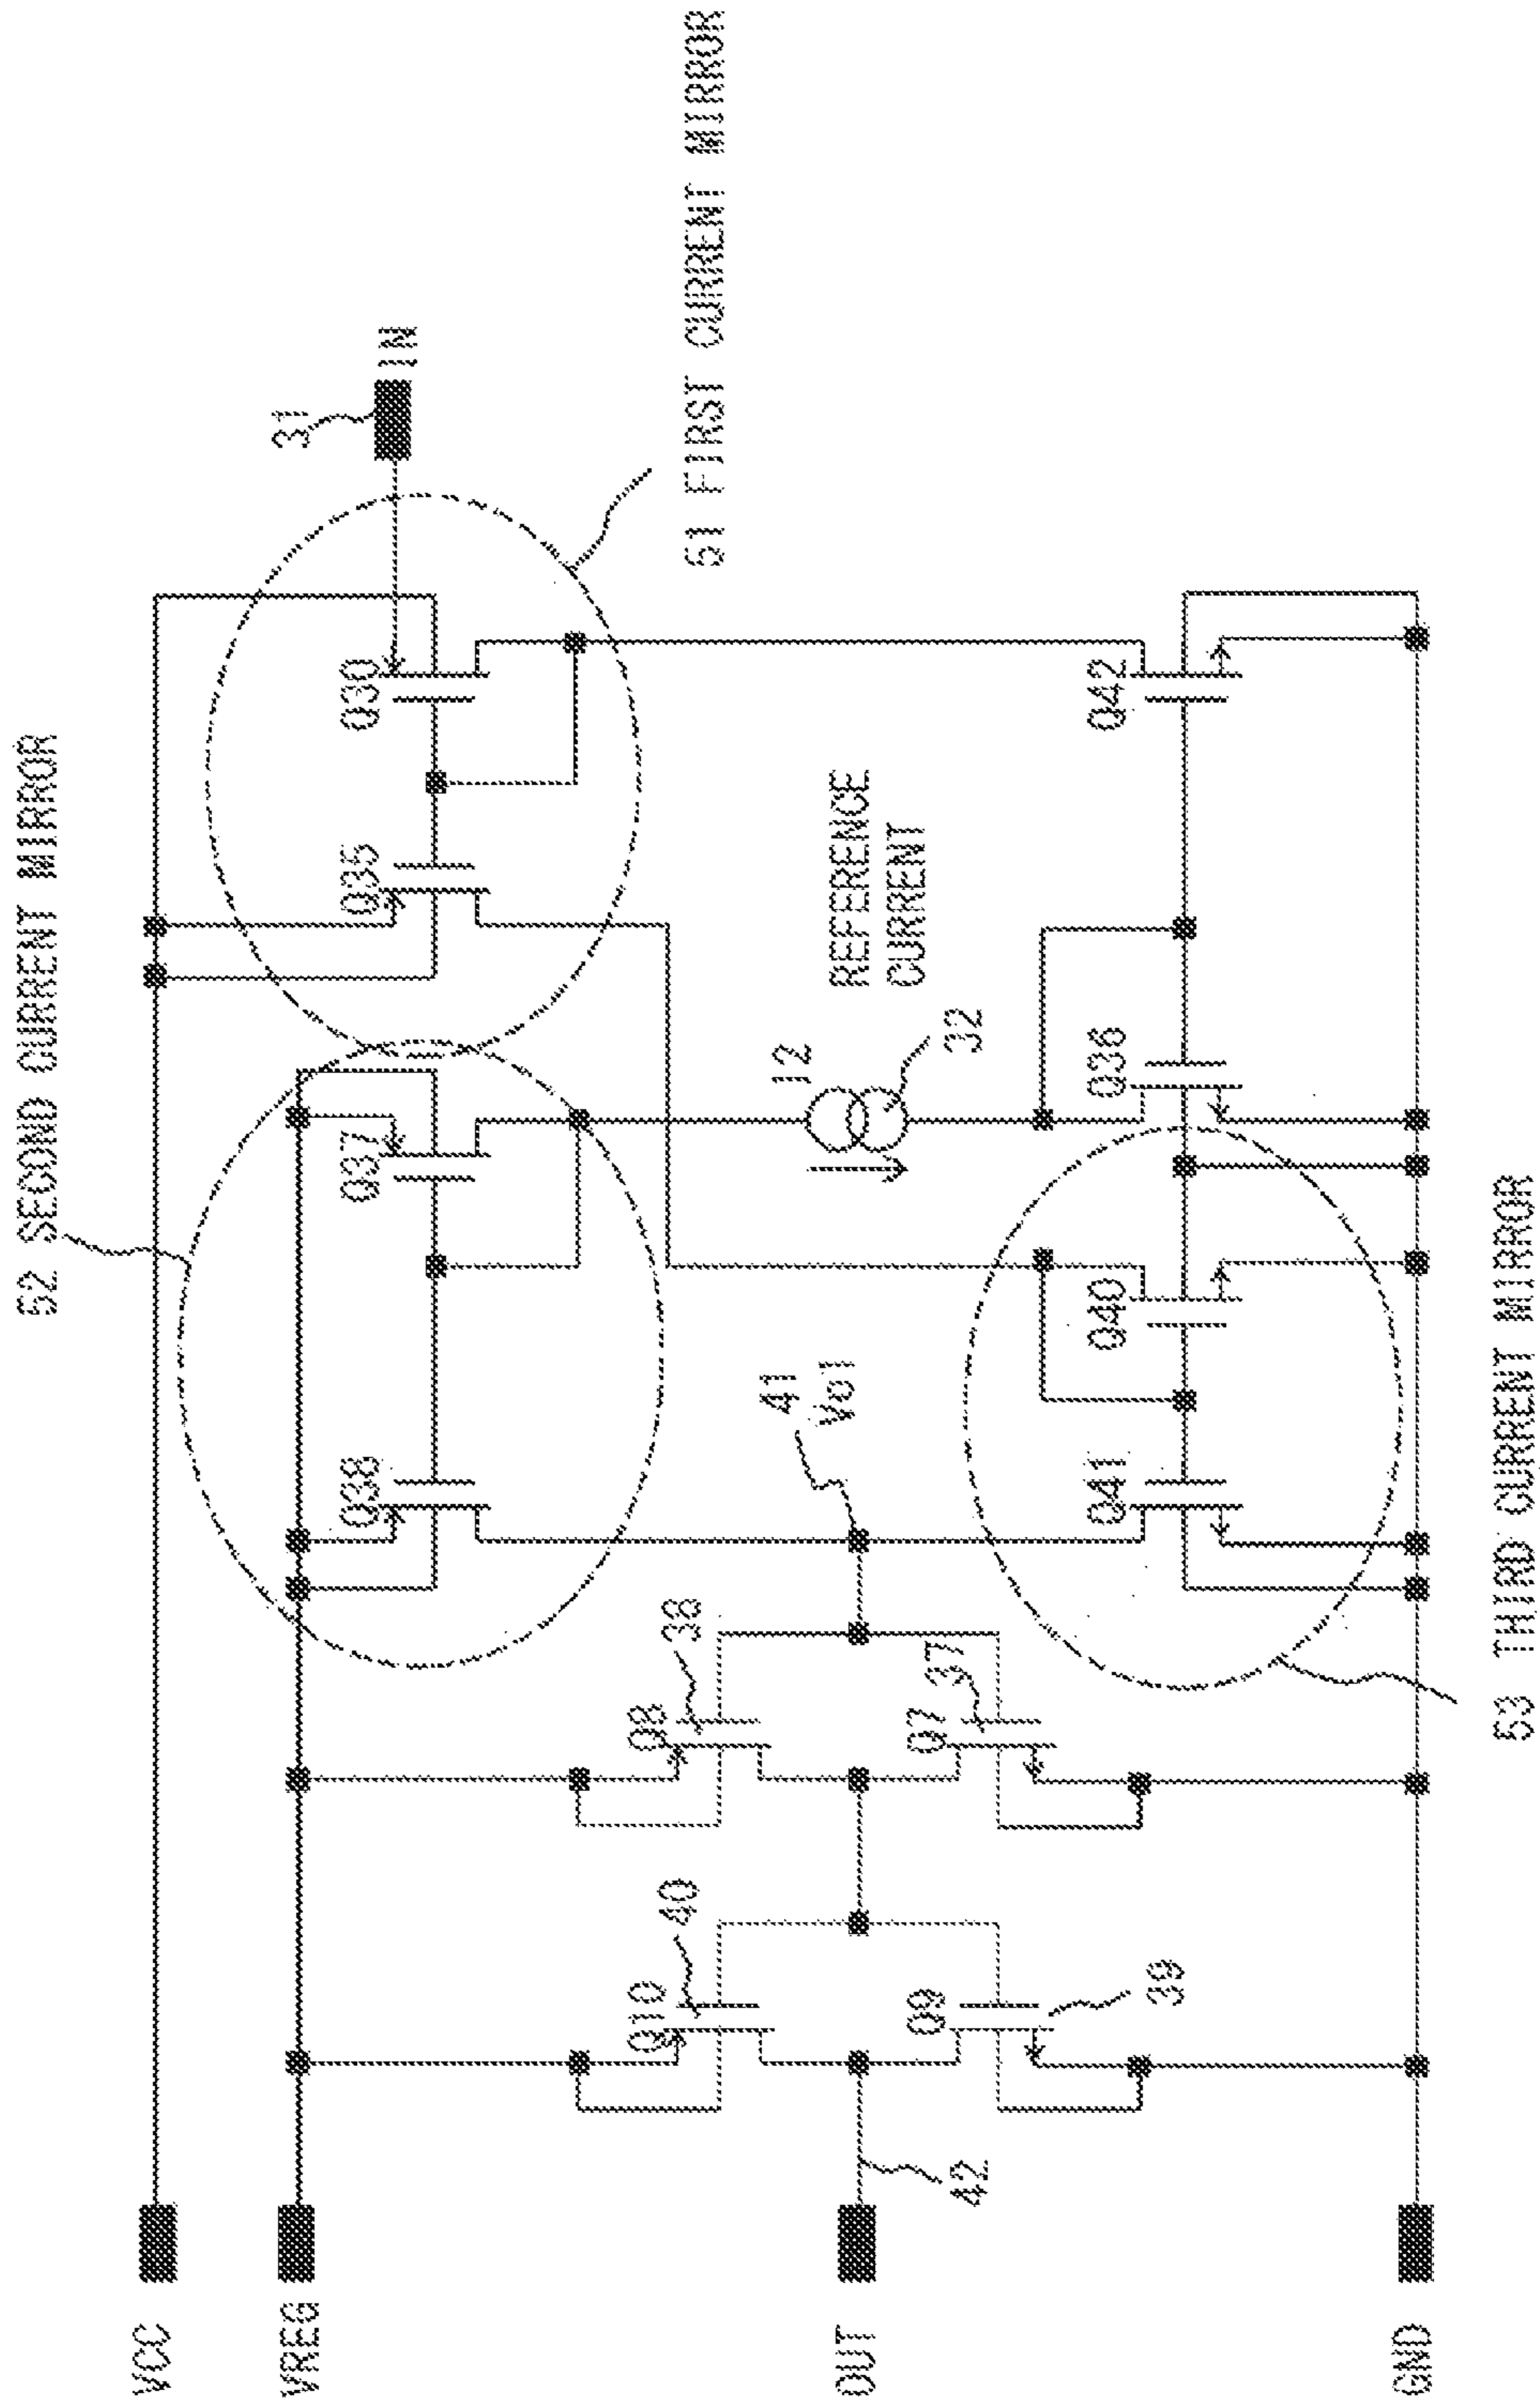 52 SECOND CURRENT MIRROR
VCC
VREG
31
IN
Q38
Q37
Q35
Q30
51 FIRST CURRENT MIRROR
Q10
40
Q8
38
41
Vo1
I2
32
REFERENCE
CURRENT
OUT
42
Q9
39
Q7
37
Q41
Q40
Q36
Q42
GND
53 THIRD CURRENT MIRROR